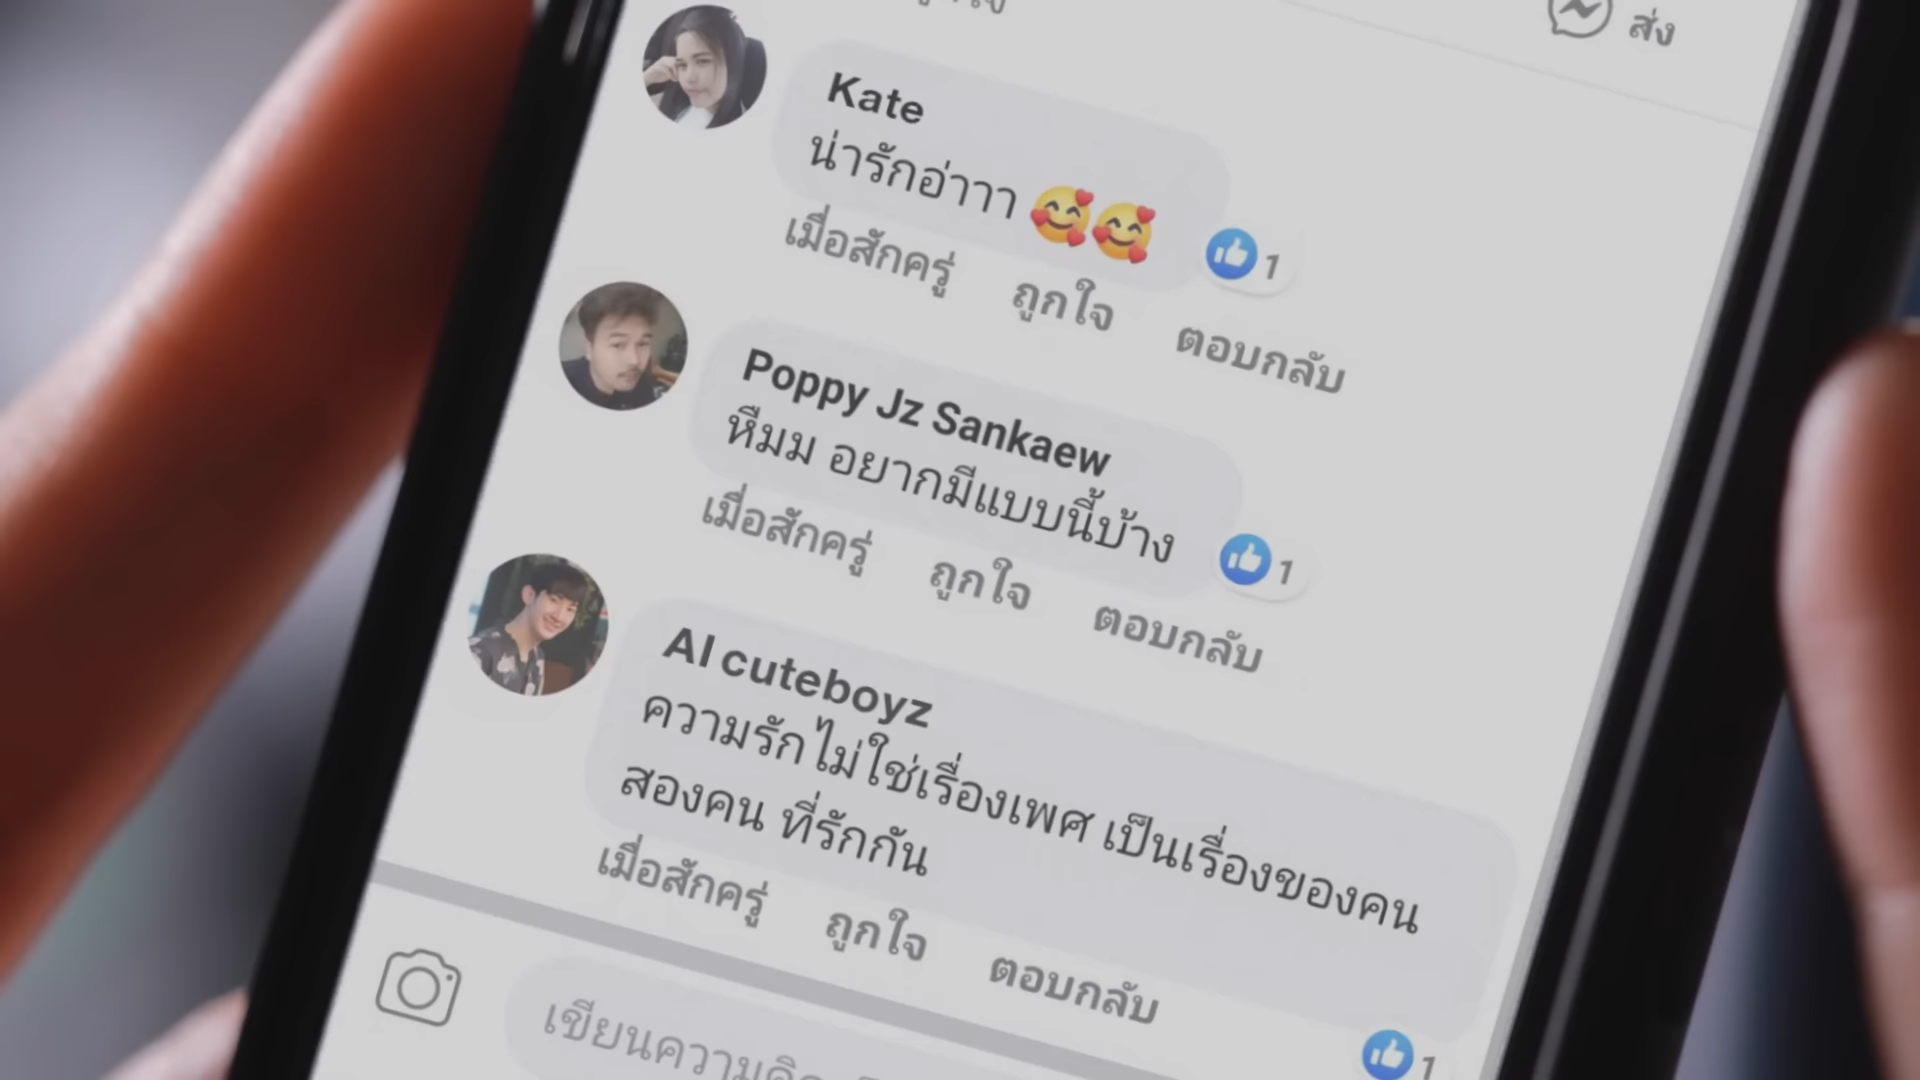 ส่ง
Kate
น่ารักอ่าาา 🥰🥰
1
เมื่อสักครู่ ถูกใจ ตอบกลับ
Poppy Jz Sankaew
หืมม อยากมีแบบนี้บ้าง
1
เมื่อสักครู่ ถูกใจ ตอบกลับ
AI cuteboyz
ความรักไม่ใช่เรื่องเพศ เป็นเรื่องของคน
สองคน ที่รักกัน
เมื่อสักครู่ ถูกใจ ตอบกลับ
1